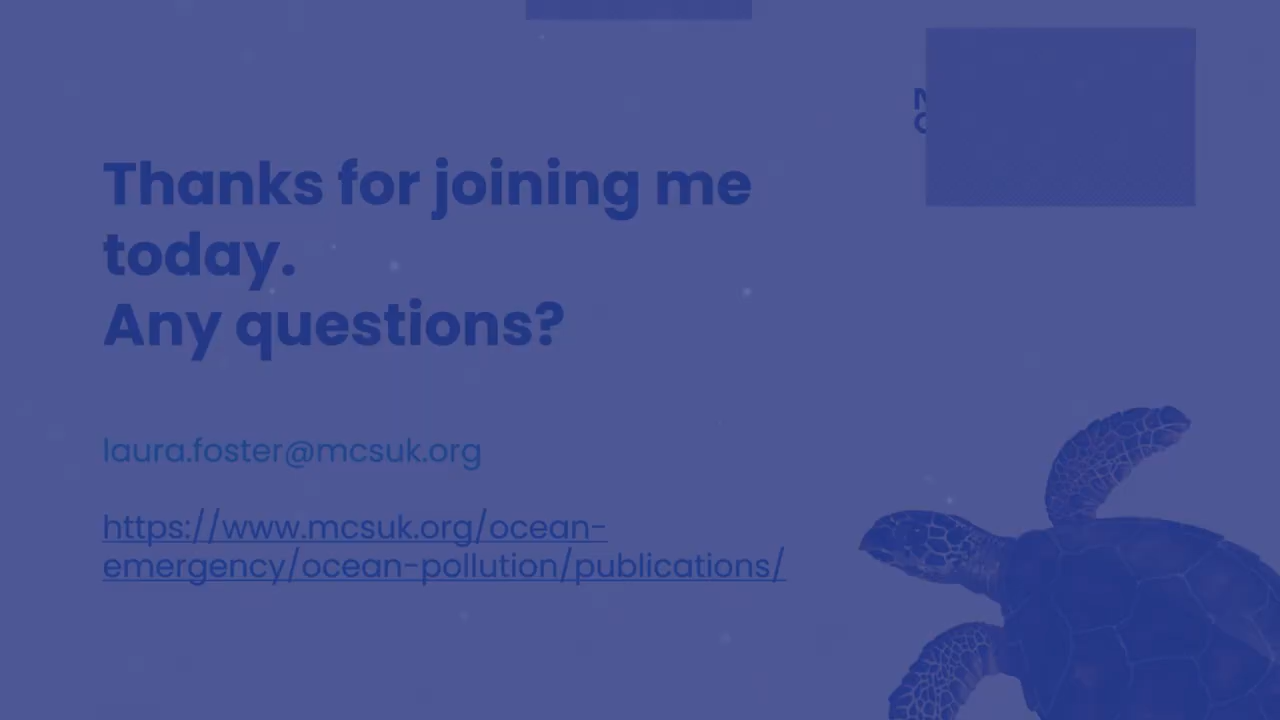 Thanks for joining me
today.
Any questions?
laura.foster@mcsuk.org
https://www.mcsuk.org/ocean-
emergency/ocean-pollution/publications/